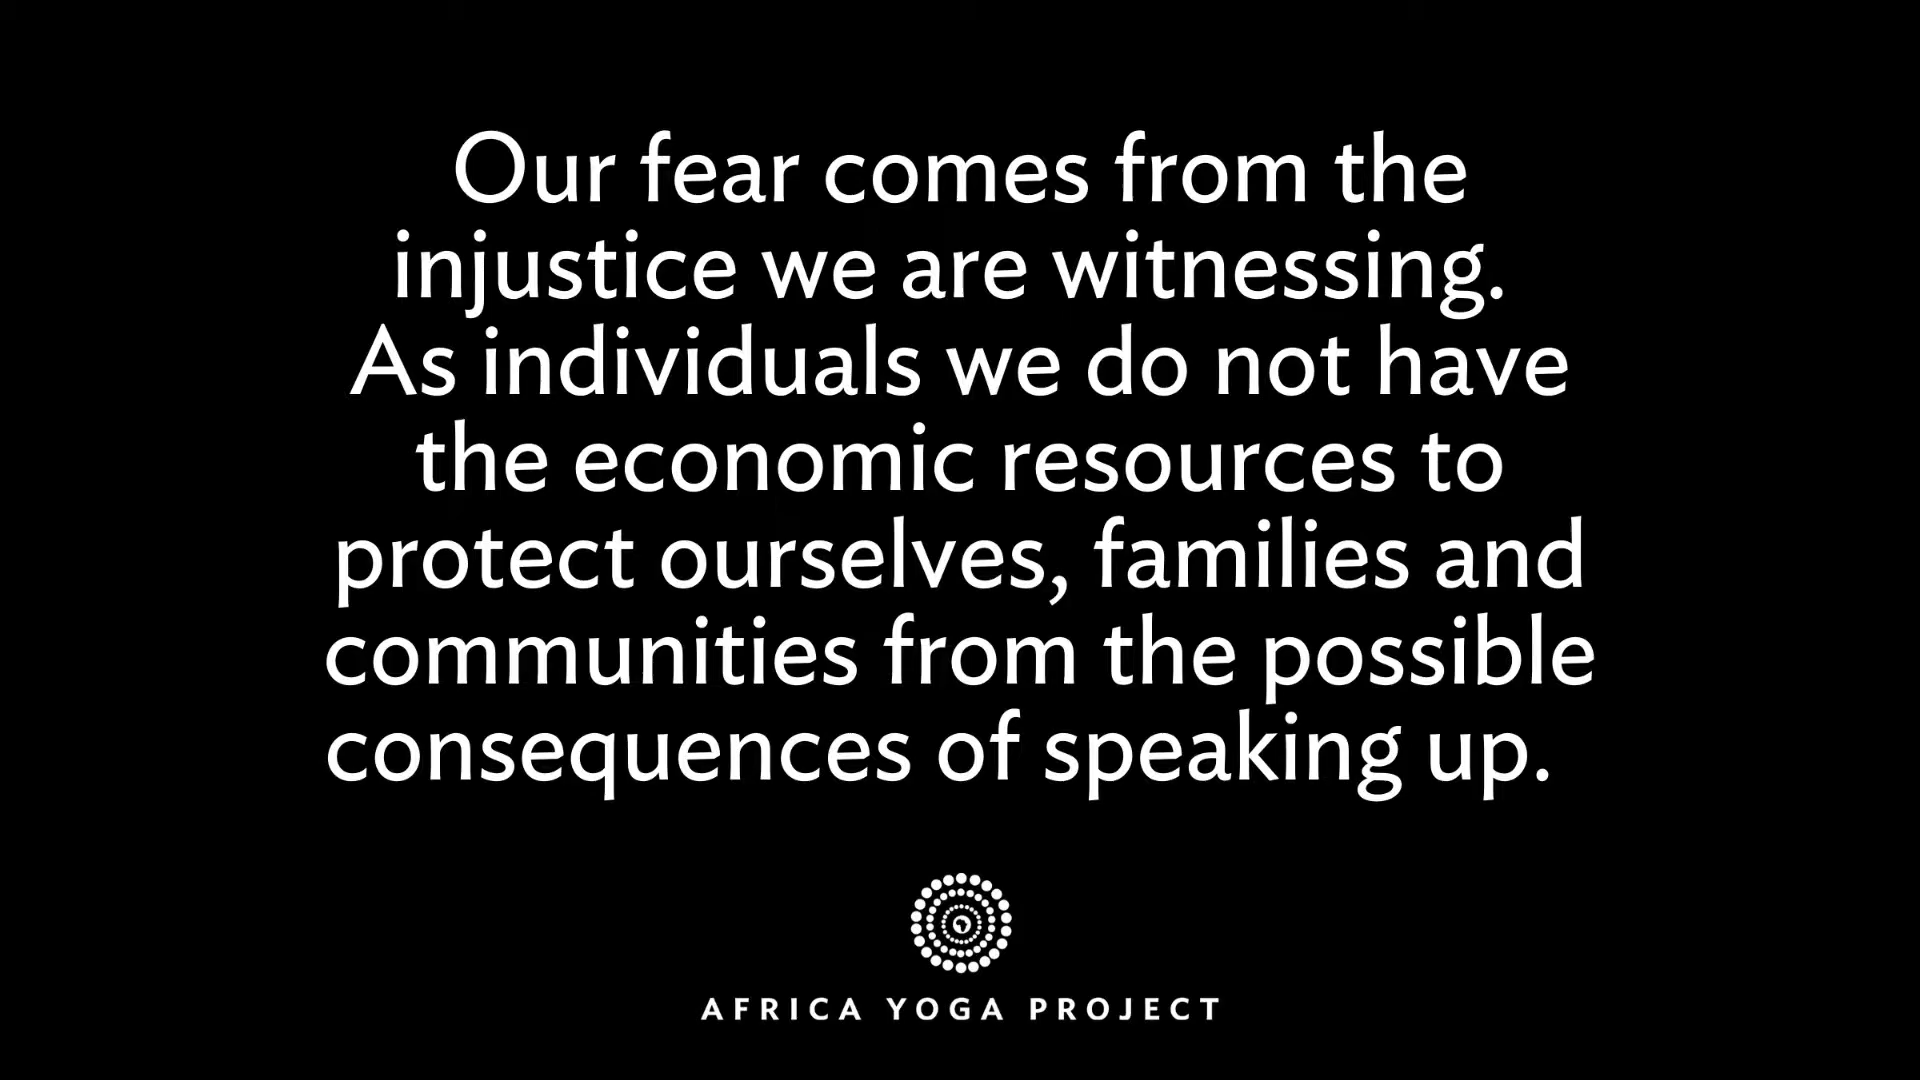 Our fear comes from the
injustice we are witnessing.
As individuals we do not have
the economic resources to
protect ourselves, families and
communities from the possible
consequences of speaking up.
AFRICA YOGA PROJECT